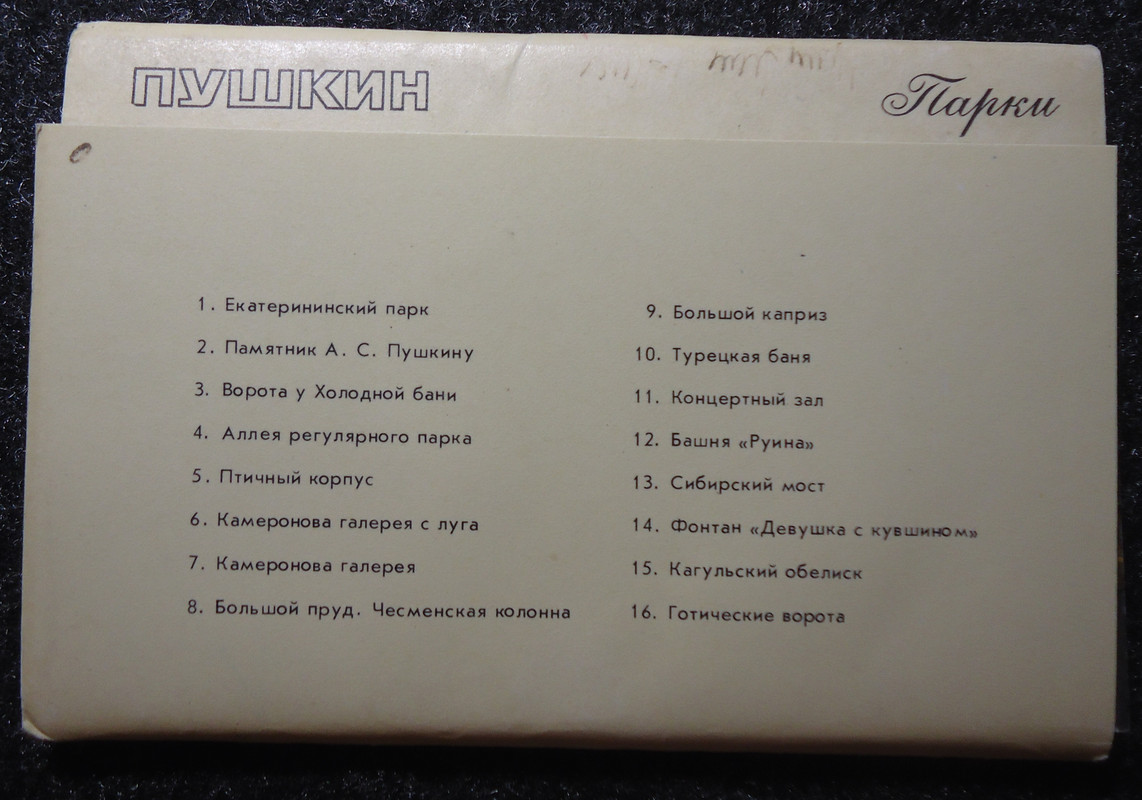 ПУШКИН
Парки
1. Екатерининский парк
2. Памятник А. С. Пушкину
3. Ворота у Холодной бани
4. Аллея регулярного парка
5. Птичный корпус
6. Камеронова галерея с луга
7. Камеронова галерея
8. Большой пруд. Чесменская колонна
9. Большой каприз
10. Турецкая баня
11. Концертный зал
12. Башня «Руина»
13. Сибирский мост
14. Фонтан «Девушка с кувшином»
15. Кагульский обелиск
16. Готические ворота